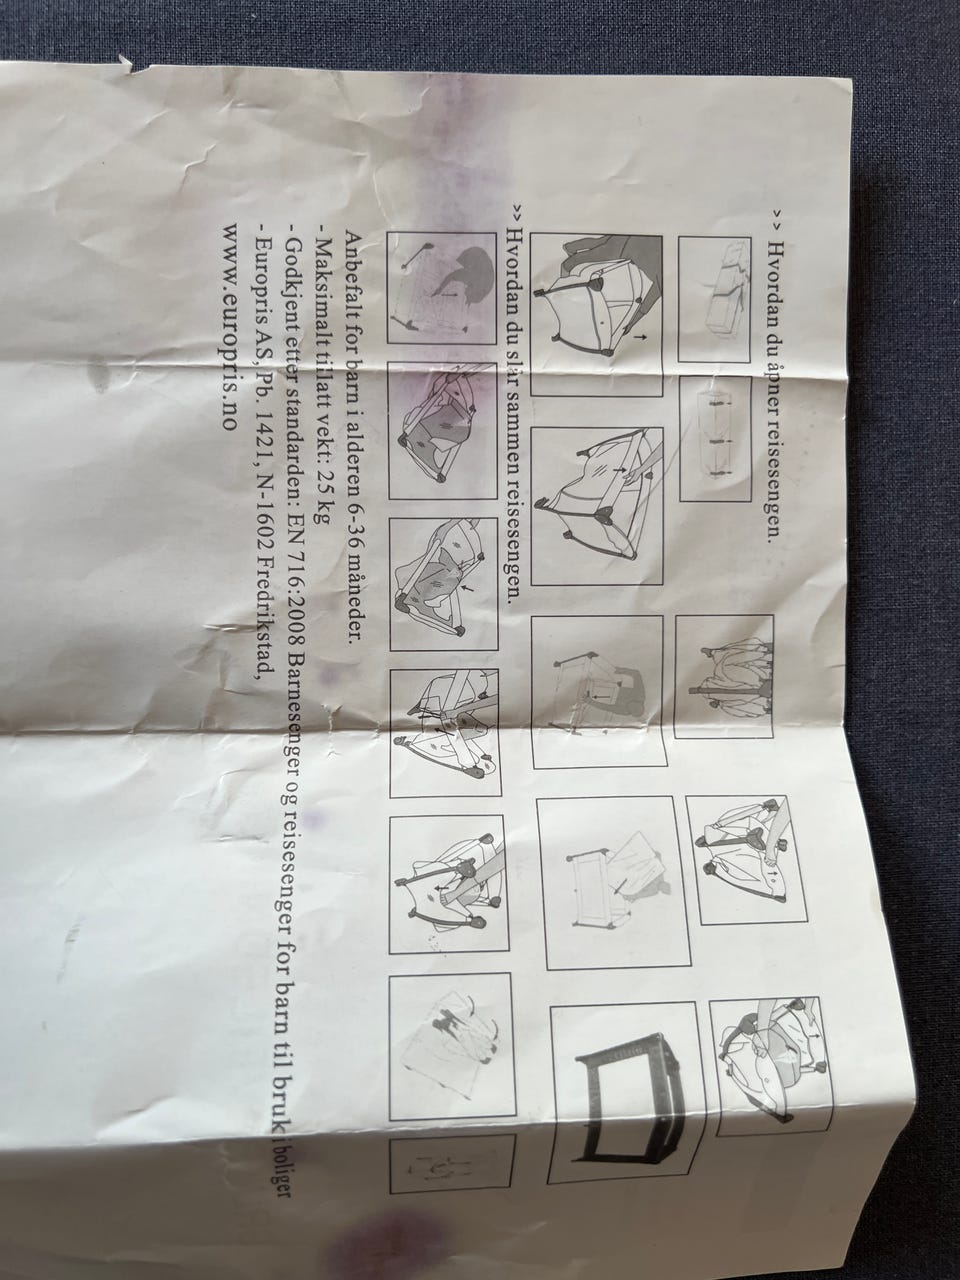 >> Hvordan du åpner reisesengen.
>> Hvordan du slår sammen reisesengen.
Anbefalt for barn i alderen 6-36 måneder.
- Maksimalt tillatt vekt: 25 kg
- Godkjent etter standarden: EN 716:2008 Barnesenger og reisesenger for barn til bruk i boliger
- Europris AS, Pb. 1421, N-1602 Fredrikstad,
www.europris.no